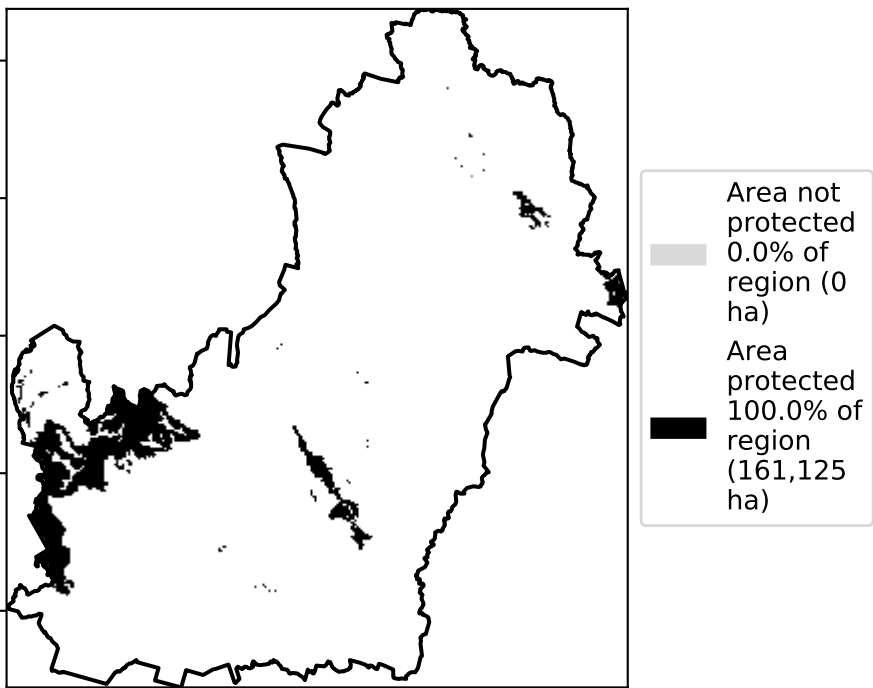 Area not
protected
0.0% of
region (0
ha)
Area
protected
100.0% of
region
(161,125
ha)